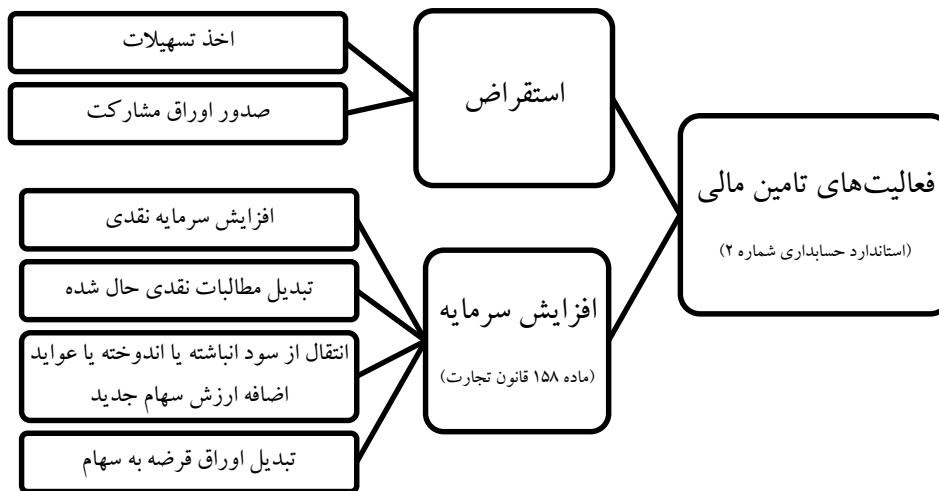 فعالیت‌های تامین مالی
(استاندارد حسابداری شماره ۲)
استقراض
اخذ تسهیلات
صدور اوراق مشارکت
افزایش سرمایه
(ماده ۱۵۸ قانون تجارت)
افزایش سرمایه نقدی
تبدیل مطالبات نقدی حال شده
انتقال از سود انباشته یا اندوخته یا عواید
اضافه ارزش سهام جدید
تبدیل اوراق قرضه به سهام